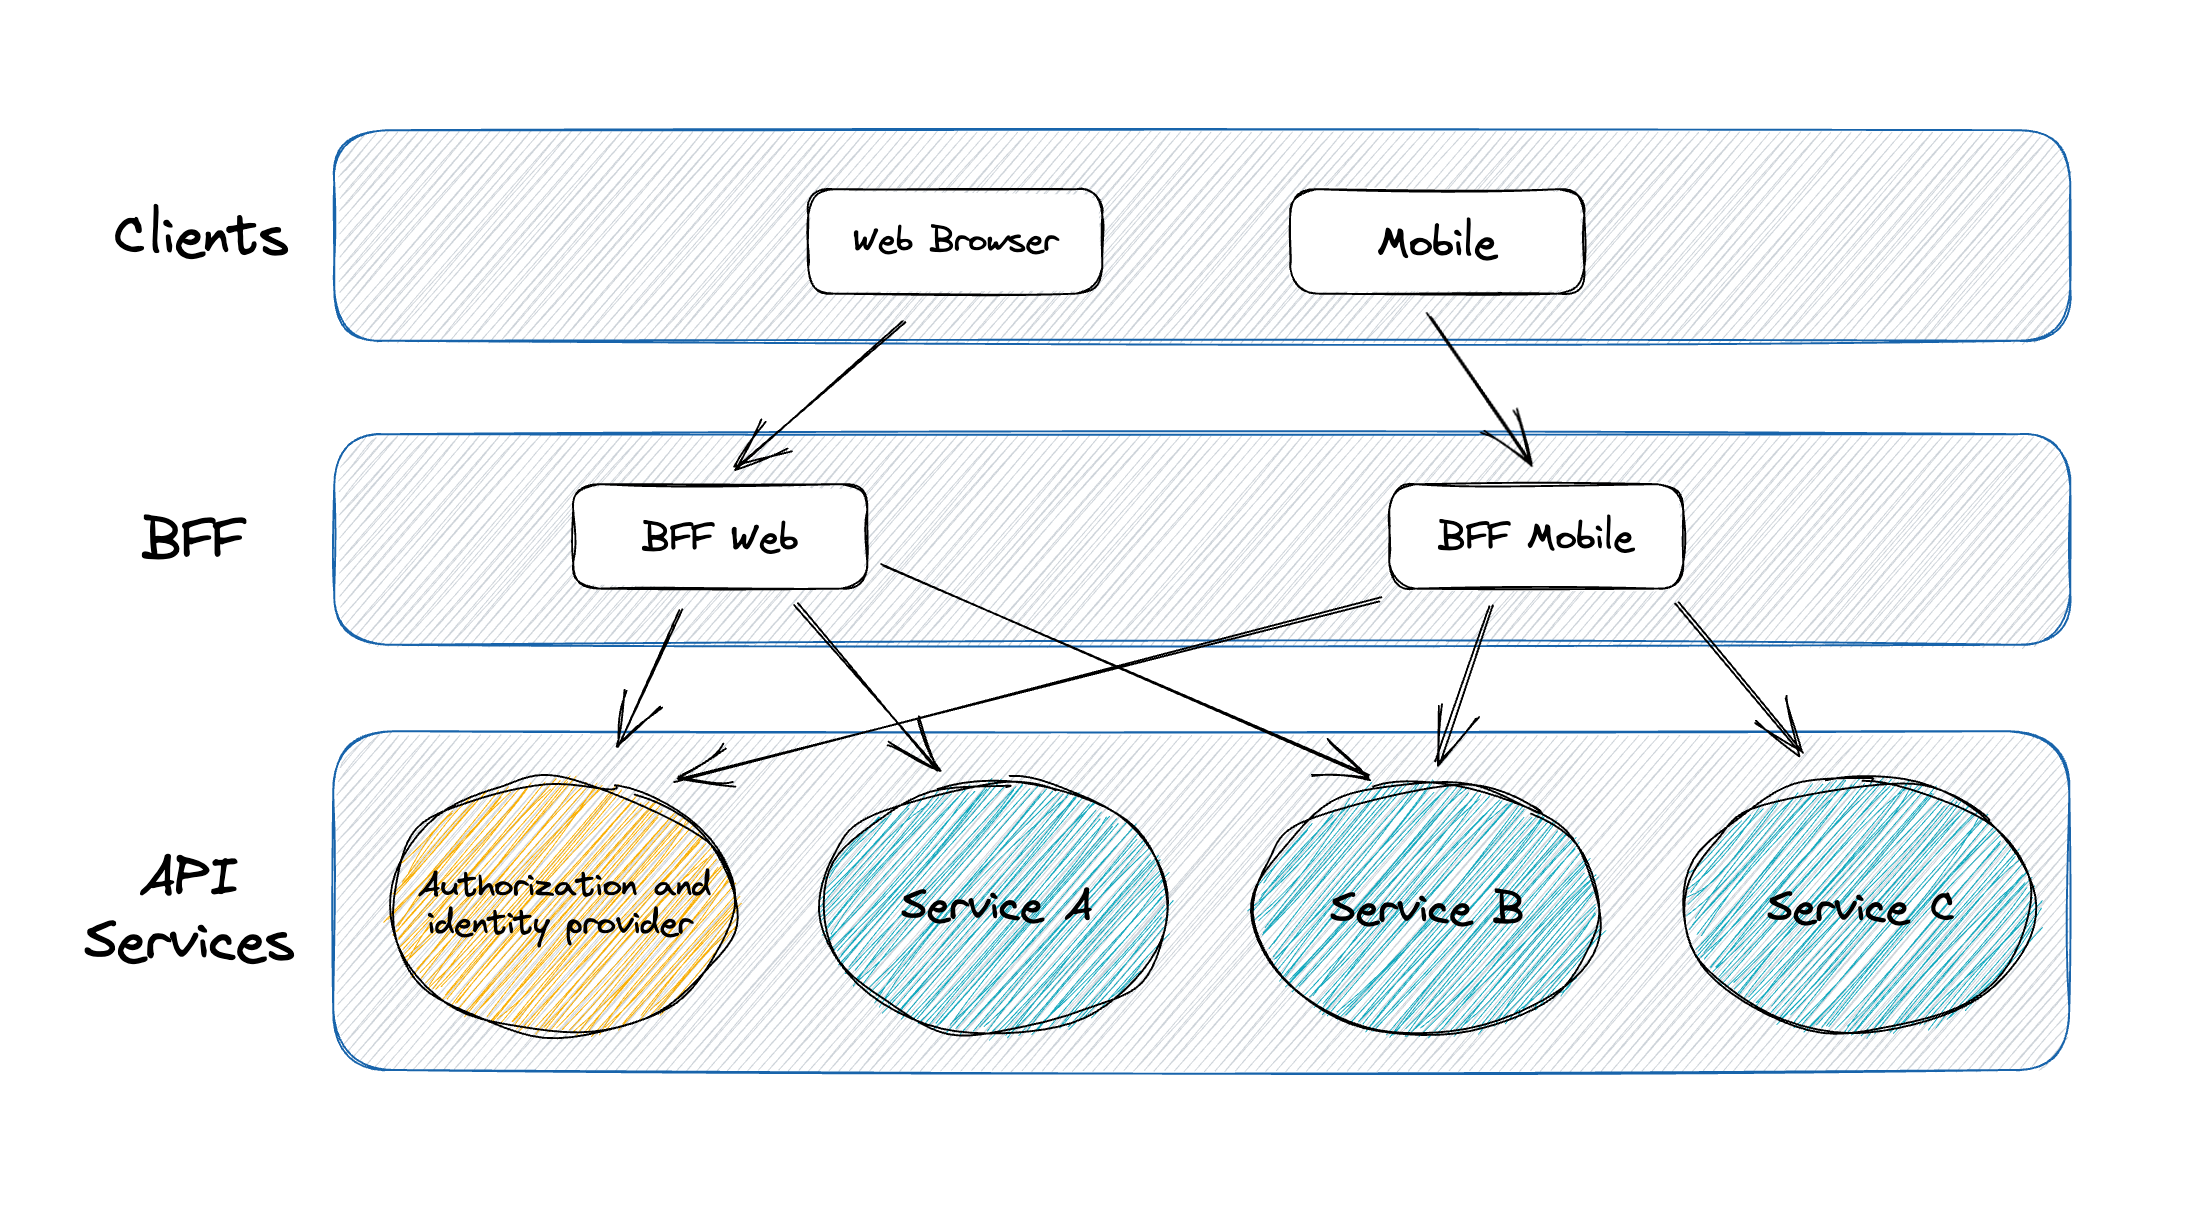 Clients
Web Browser
Mobile
BFF
BFF Web
BFF Mobile
API
Services
Authorization and
identity provider
Service A
Service B
Service C